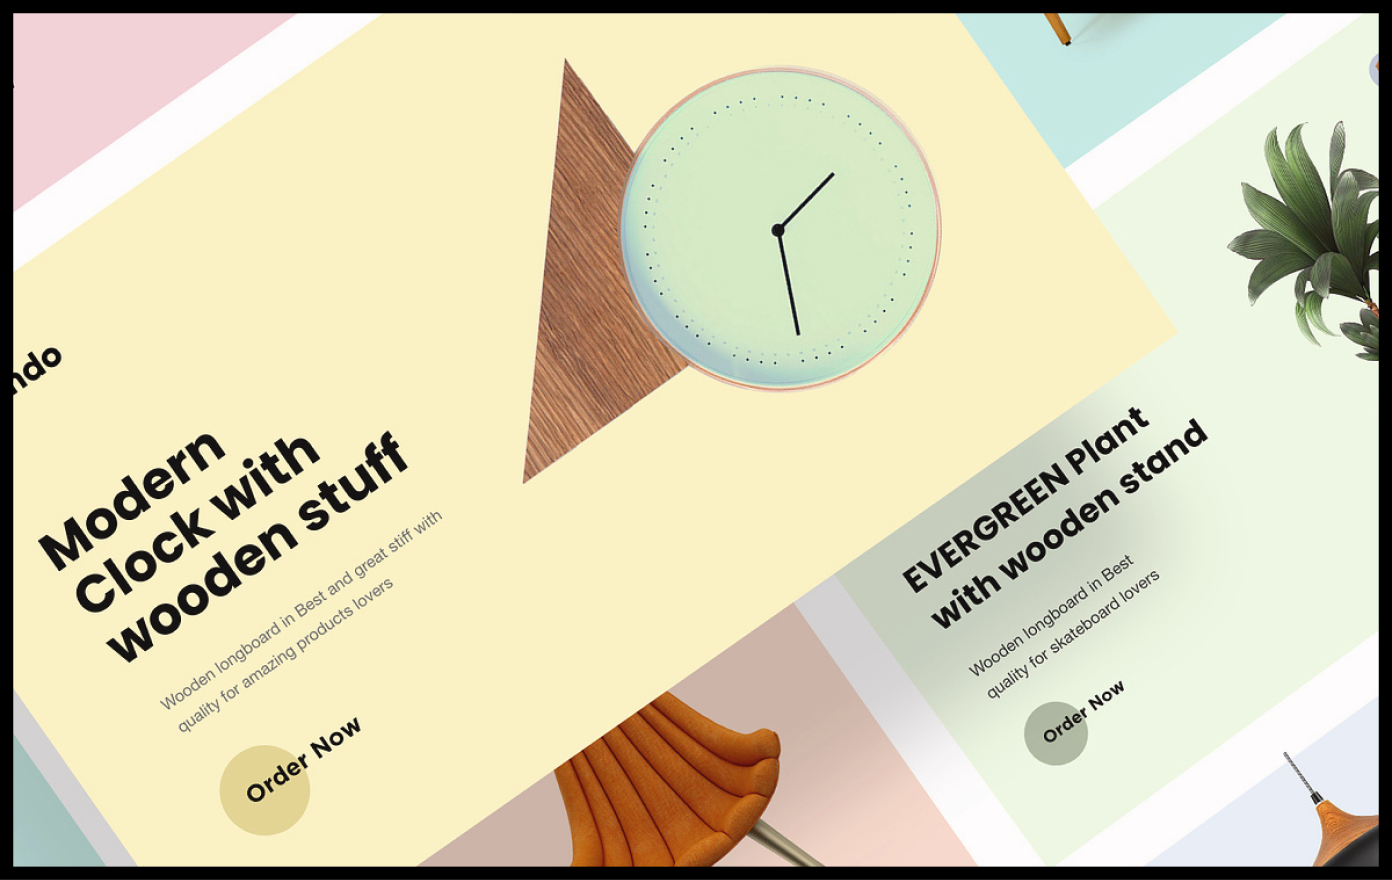 ndo
Modern
Clock with
wooden stuff
Wooden longboard in Best and great stiff with
quality for amazing products lovers
Order Now
EVERGREEN Plant
with wooden stand
Wooden longboard in Best
quality for skateboard lovers
Order Now